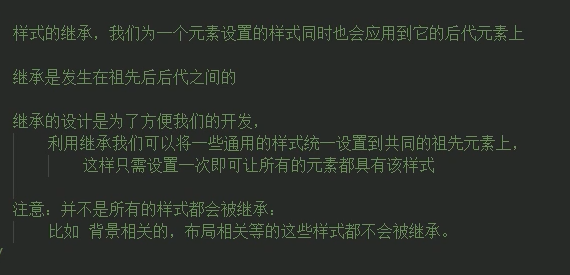 样式的继承，我们为一个元素设置的样式同时也会应用到它的后代元素上
继承是发生在祖先后后代之间的
继承的设计是为了方便我们的开发，
利用继承我们可以将一些通用的样式统一设置到共同的祖先元素上，
这样只需设置一次即可让所有的元素都具有该样式
注意：并不是所有的样式都会被继承：
比如 背景相关的，布局相关等的这些样式都不会被继承。